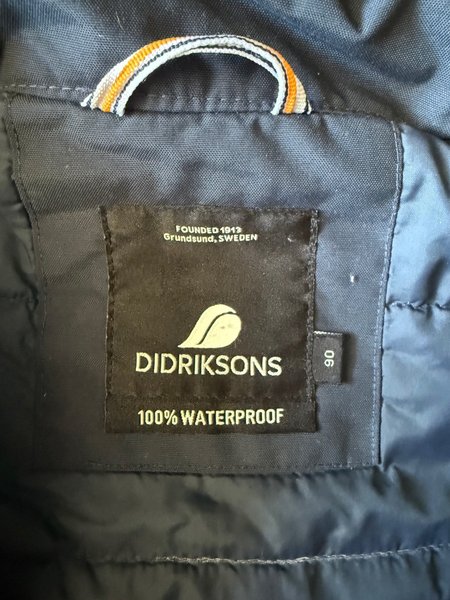 FOUNDED 1913
Grundsund, SWEDEN
DIDRIKSONS
90
100% WATERPROOF